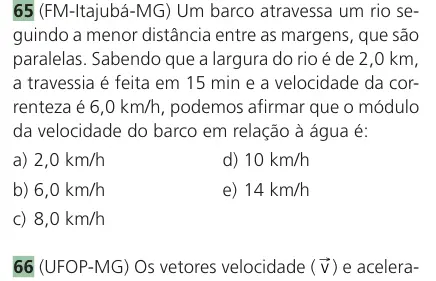 65 (FM-Itajubá-MG) Um barco atravessa um rio se-
guindo a menor distância entre as margens, que são
paralelas. Sabendo que a largura do rio é de 2,0 km,
a travessia é feita em 15 min e a velocidade da cor-
renteza é 6,0 km/h, podemos afirmar que o módulo
da velocidade do barco em relação à água é:
a) 2,0 km/h d) 10 km/h
b) 6,0 km/h e) 14 km/h
c) 8,0 km/h
66 (UFOP-MG) Os vetores velocidade (v⃗) e acelera-